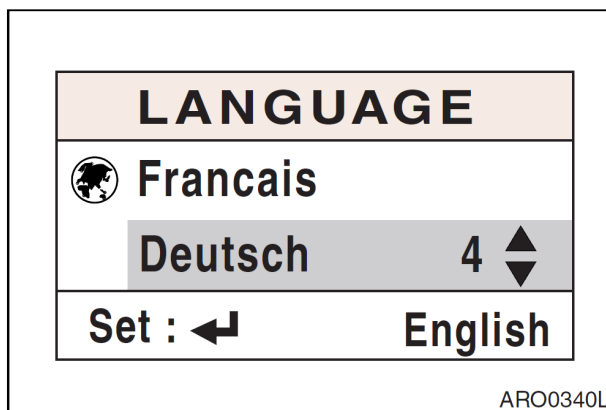 LANGUAGE
Francais
Deutsch 4
Set : English
ARO0340L